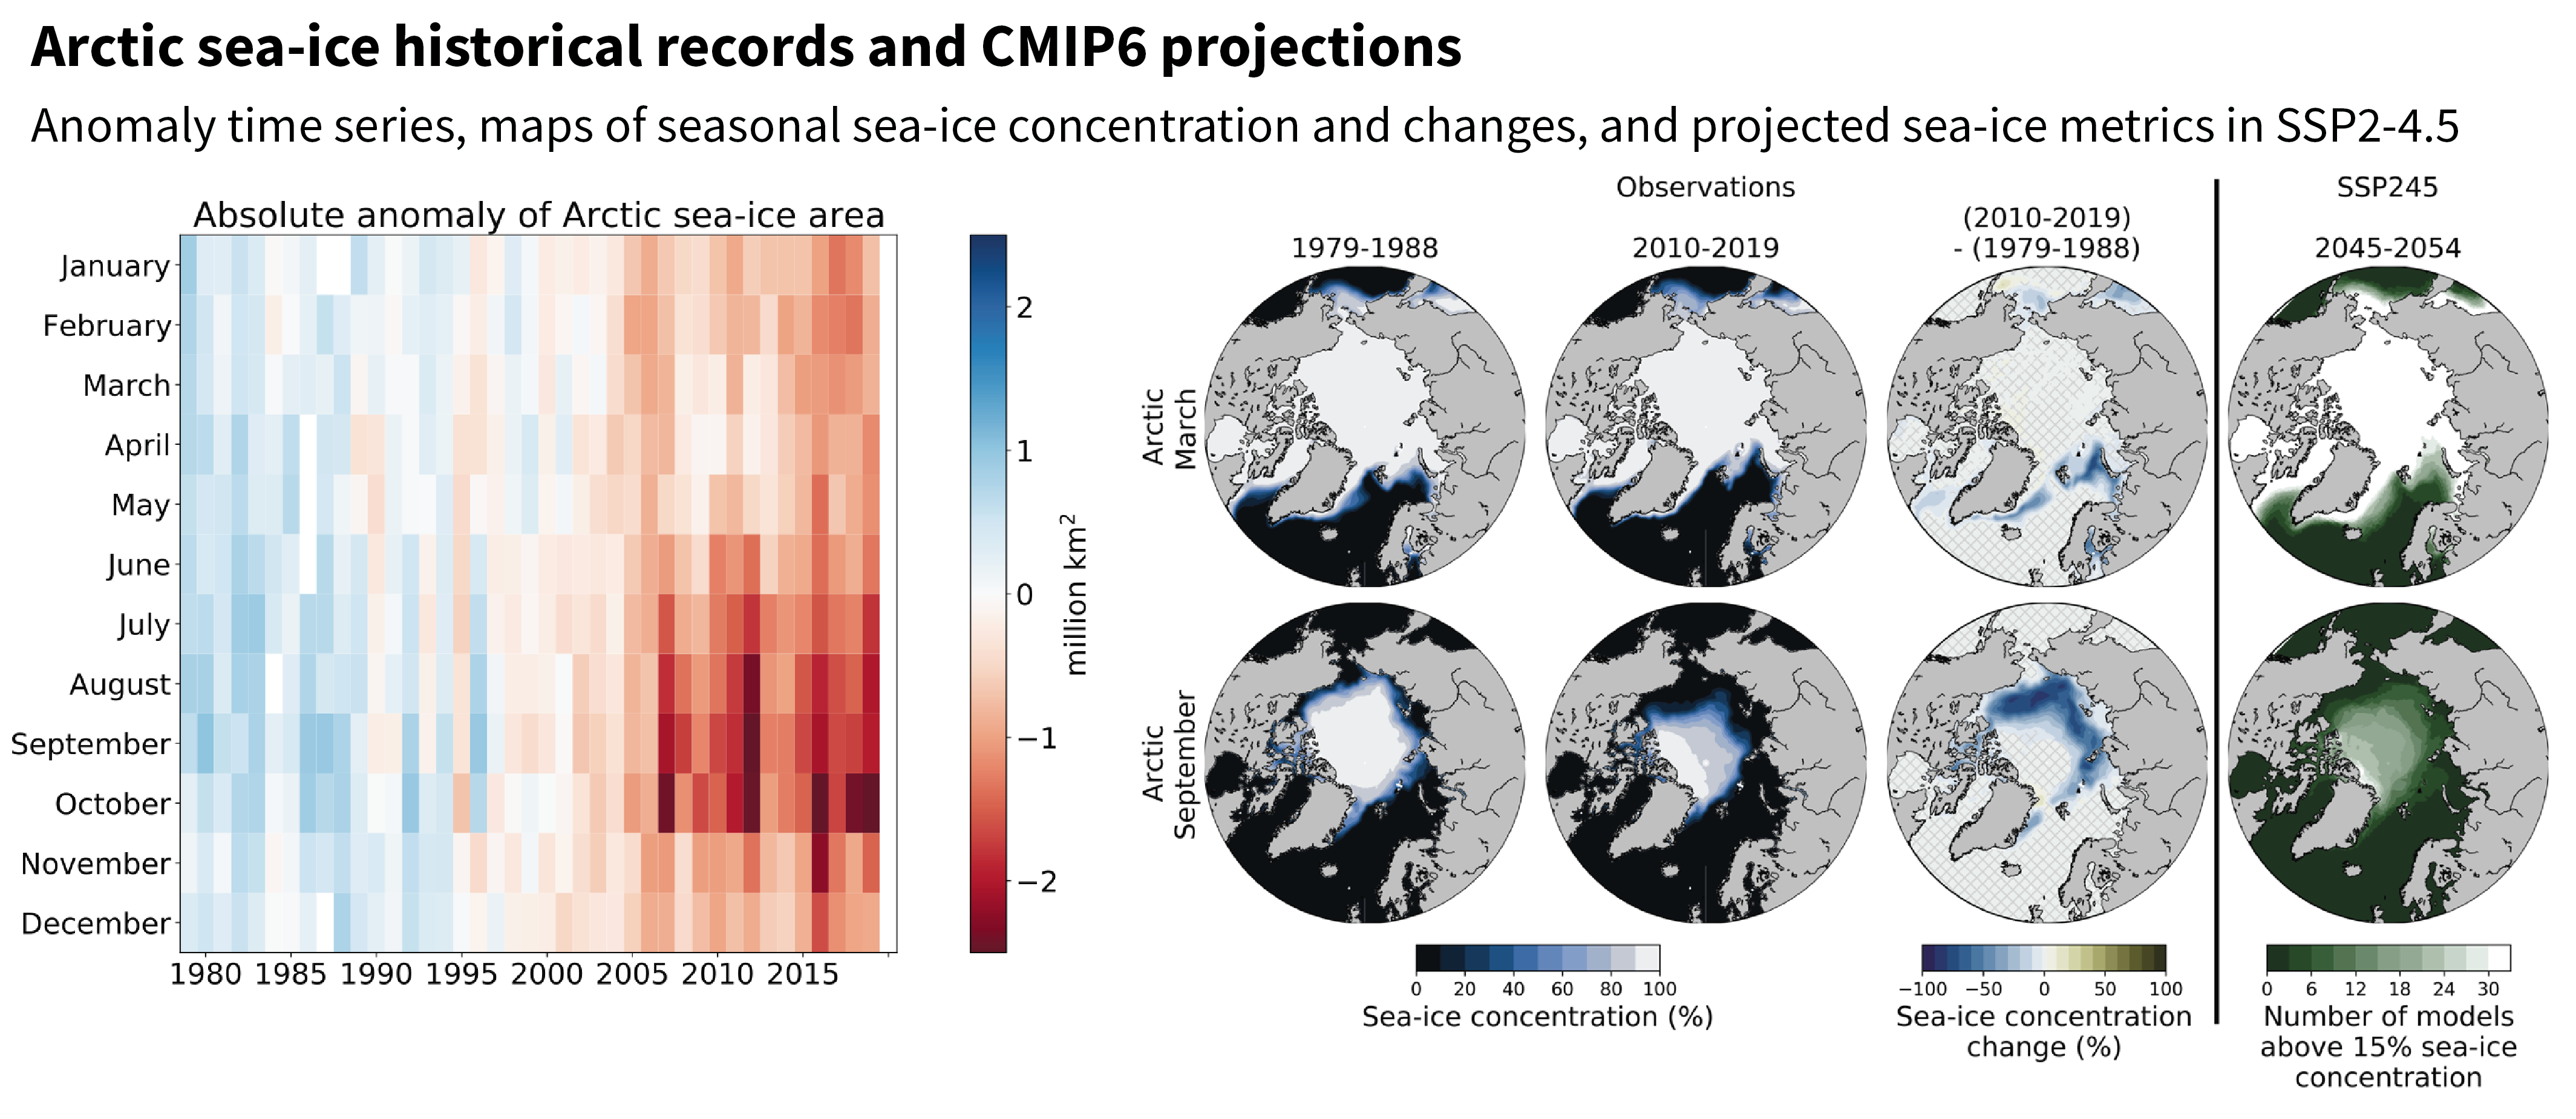 Arctic sea-ice historical records and CMIP6 projections
Anomaly time series, maps of seasonal sea-ice concentration and changes, and projected sea-ice metrics in SSP2-4.5
Absolute anomaly of Arctic sea-ice area
January
February
March
April
May
June
July
August
September
October
November
December
1980 1985 1990 1995 2000 2005 2010 2015
2
1
0
−1
−2
million km²
Observations
SSP245
1979-1988
2010-2019
(2010-2019)
- (1979-1988)
2045-2054
Arctic
March
Arctic
September
0 20 40 60 80 100
Sea-ice concentration (%)
−100 −50 0 50 100
Sea-ice concentration
change (%)
0 6 12 18 24 30
Number of models
above 15% sea-ice
concentration